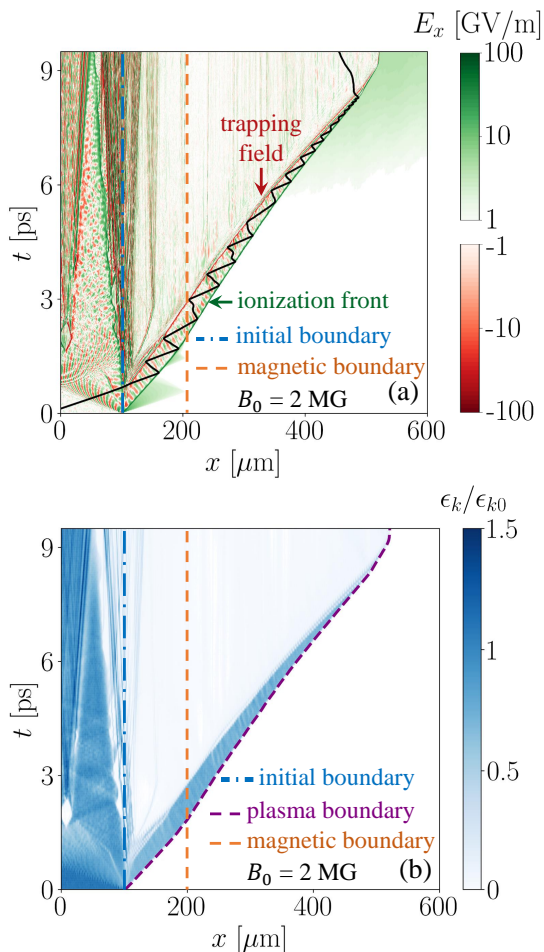 E_x [GV/m]
100
10
1
-1
-10
-100
9
6
3
0
t [ps]
trapping
field
ionization front
initial boundary
magnetic boundary
B_0 = 2 MG
(a)
0
200
400
600
x [μm]
ϵ_k/ϵ_{k0}
1.5
1
0.5
0
9
6
3
0
t [ps]
initial boundary
plasma boundary
magnetic boundary
B_0 = 2 MG
(b)
0
200
400
600
x [μm]